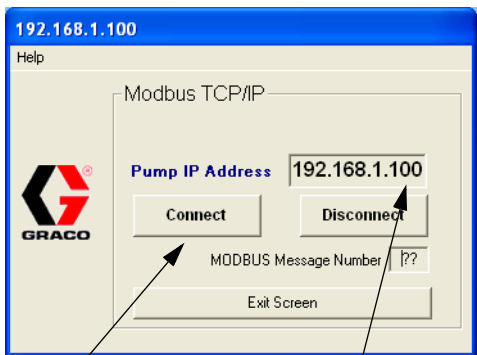 192.168.1.100
Help
Modbus TCP/IP
Pump IP Address 192.168.1.100
Connect Disconnect
®
GRACO
MODBUS Message Number ??
Exit Screen